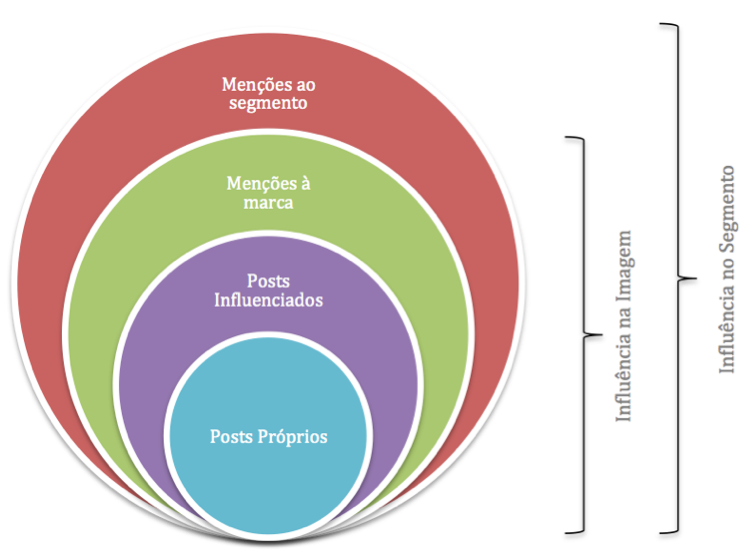 Menções ao
segmento
Menções à
marca
Posts
Influenciados
Posts Próprios
Influência na Imagem
Influência no Segmento